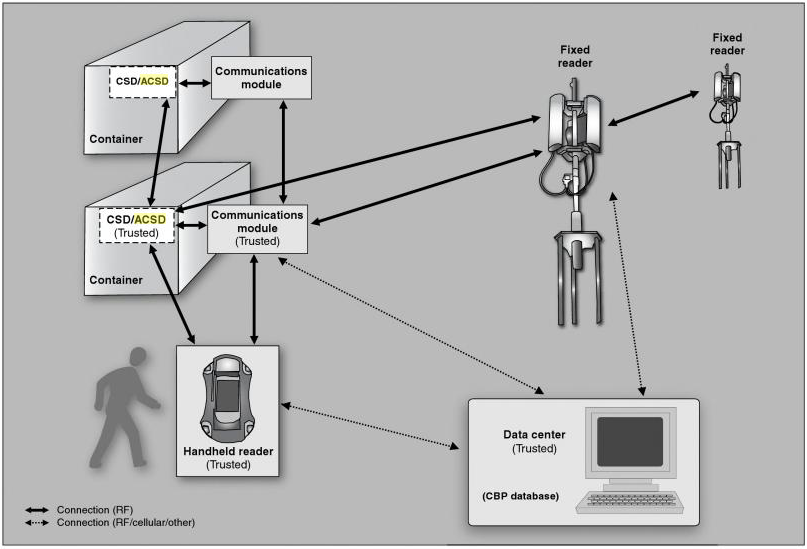 Fixed
reader
Fixed
reader
CSD/ACSD
Communications
module
Container
CSD/ACSD
(Trusted)
Communications
module
(Trusted)
Container
Handheld reader
(Trusted)
Data center
(Trusted)
(CBP database)
Connection (RF)
Connection (RF/cellular/other)